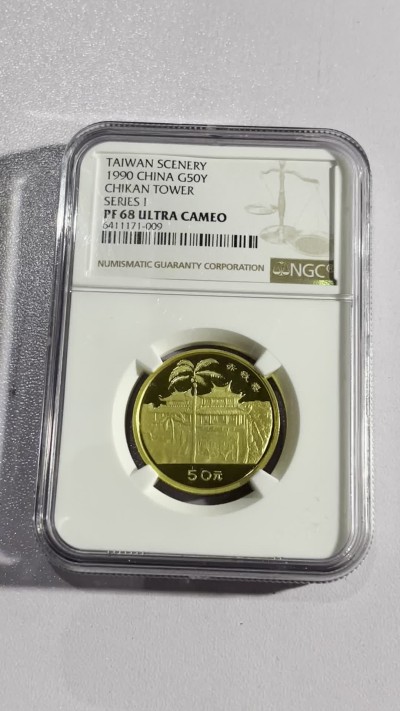 TAIWAN SCENERY
1990 CHINA G50Y
CHIKAN TOWER
SERIES I
PF 68 ULTRA CAMEO
6411171-009
NUMISMATIC GUARANTY CORPORATION NGC
赤嵌楼
50元